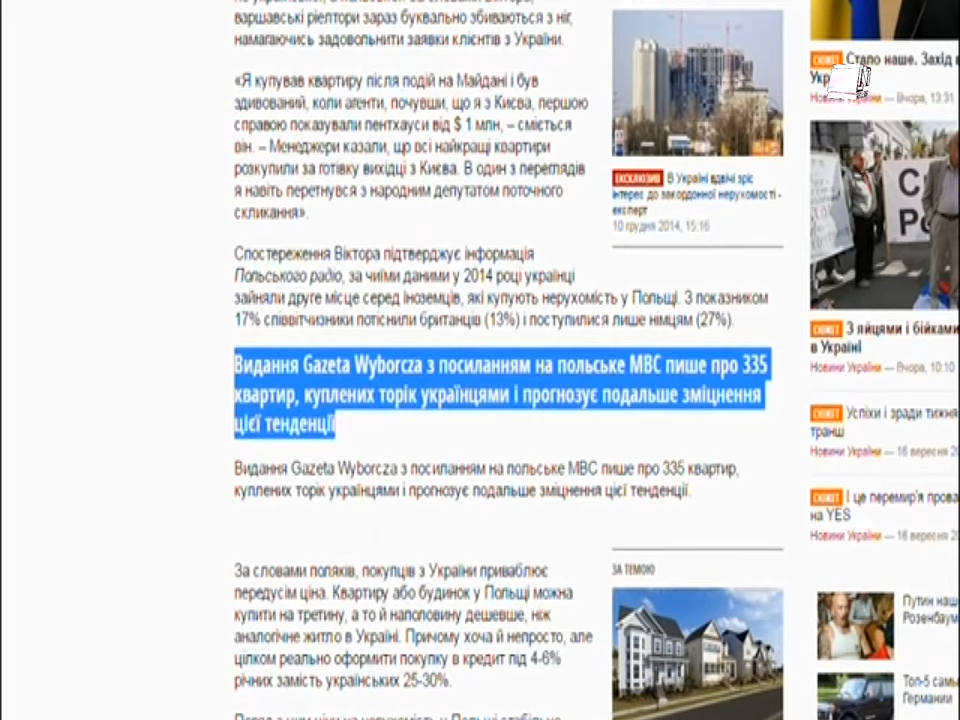 варшавські ріелтори зараз буквально збиваються з ніг,
намагаючись задовольнити заявки клієнтів з України.
«Я купував квартиру після подій на Майдані і був
здивований, коли агенти, почувши, що я з Києва, першою
справою показували пентхауси від $ 1 млн, – сміється
він. – Менеджери казали, що всі найкращі квартири
розкупили за готівку вихідці з Києва. В один з переглядів
я навіть перетнувся з народним депутатом поточного
скликання».
Спостереження Віктора підтверджує інформація
Польського радіо, за чиїми даними у 2014 році українці
зайняли друге місце серед іноземців, які купують нерухомість у Польщі. З показником
17% співвітчизники потіснили британців (13%) і поступилися лише німцям (27%).
Видання Gazeta Wyborcza з посиланням на польське МВС пише про 335
квартир, куплених торік українцями і прогнозує подальше зміцнення
цієї тенденції
Видання Gazeta Wyborcza з посиланням на польське МВС пише про 335 квартир,
куплених торік українцями і прогнозує подальше зміцнення цієї тенденції.
За словами поляків, покупців з України приваблює
передусім ціна. Квартиру або будинок у Польщі можна
купити на третину, а то й наполовину дешевше, ніж
аналогічне житло в Україні. Причому хоча й непросто, але
цілком реально оформити покупку в кредит під 4-6%
річних замість українських 25-30%.
ЕКСКЛЮЗИВ В Україні вдвічі зріс
інтерес до закордонної нерухомості -
експерт
10 грудня 2014, 15:16
ЗА ТЕМОЮ
СЮЖЕТ Стало наше. Захід
Новини України — Вчора, 13:31
С
Ро
СЮЖЕТ З яйцями і бійками
в Україні
Новини України — Вчора, 10:10
СЮЖЕТ Успіхи і зради тижня
транш
Новини України — 16 вересня
СЮЖЕТ І це перемир'я
на YES
Новини України — 16 вересня
Путин
Топ-5
Германии